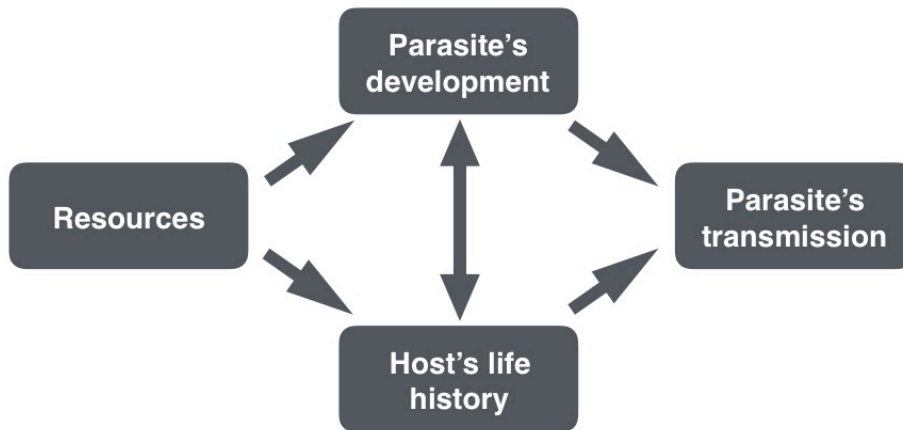 Parasite’s
development
Resources
Parasite’s
transmission
Host’s life
history